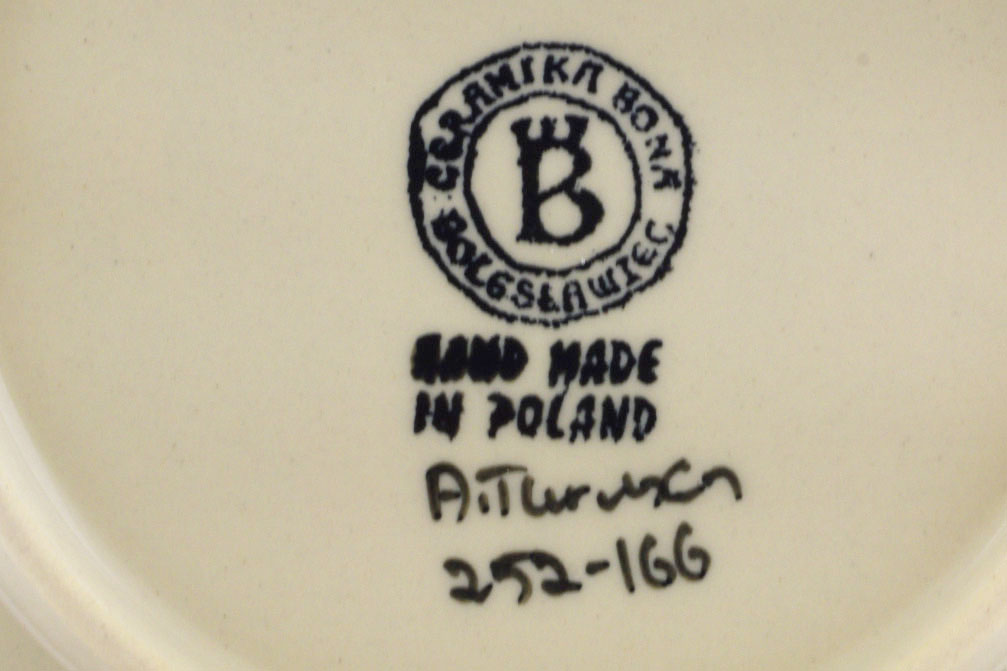 CERAMIKA BONA
B
BOLESŁAWIEC
HAND MADE
IN POLAND
252-166